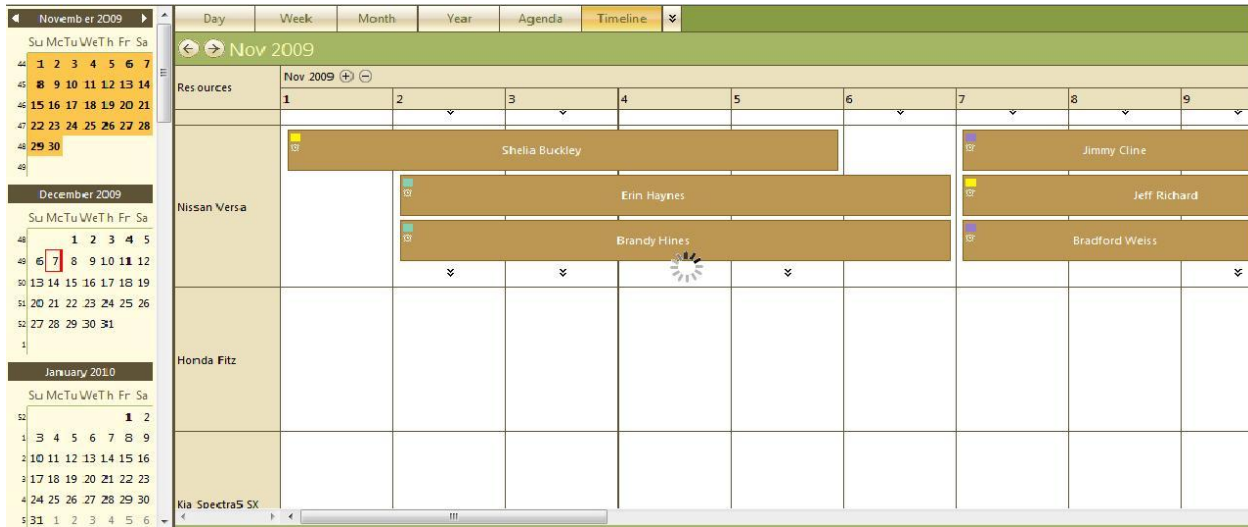 November 2009
Su Mo Tu We Th Fr Sa
44 1 2 3 4 5 6 7
45 8 9 10 11 12 13 14
46 15 16 17 18 19 20 21
47 22 23 24 25 26 27 28
48 29 30
49
December 2009
Su Mo Tu We Th Fr Sa
48 1 2 3 4 5
49 6 7 8 9 10 11 12
50 13 14 15 16 17 18 19
51 20 21 22 23 24 25 26
52 27 28 29 30 31
1
January 2010
Su Mo Tu We Th Fr Sa
52 1 2
1 3 4 5 6 7 8 9
2 10 11 12 13 14 15 16
3 17 18 19 20 21 22 23
4 24 25 26 27 28 29 30
5 31 1 2 3 4 5 6
Day Week Month Year Agenda Timeline
Nov 2009
Resources
Nov 2009
1 2 3 4 5 6 7 8 9
Nissan Versa
Shelia Buckley
Jimmy Cline
Erin Haynes
Jeff Richard
Brandy Hines
Bradford Weiss
Honda Fitz
Kia Spectra5 SX